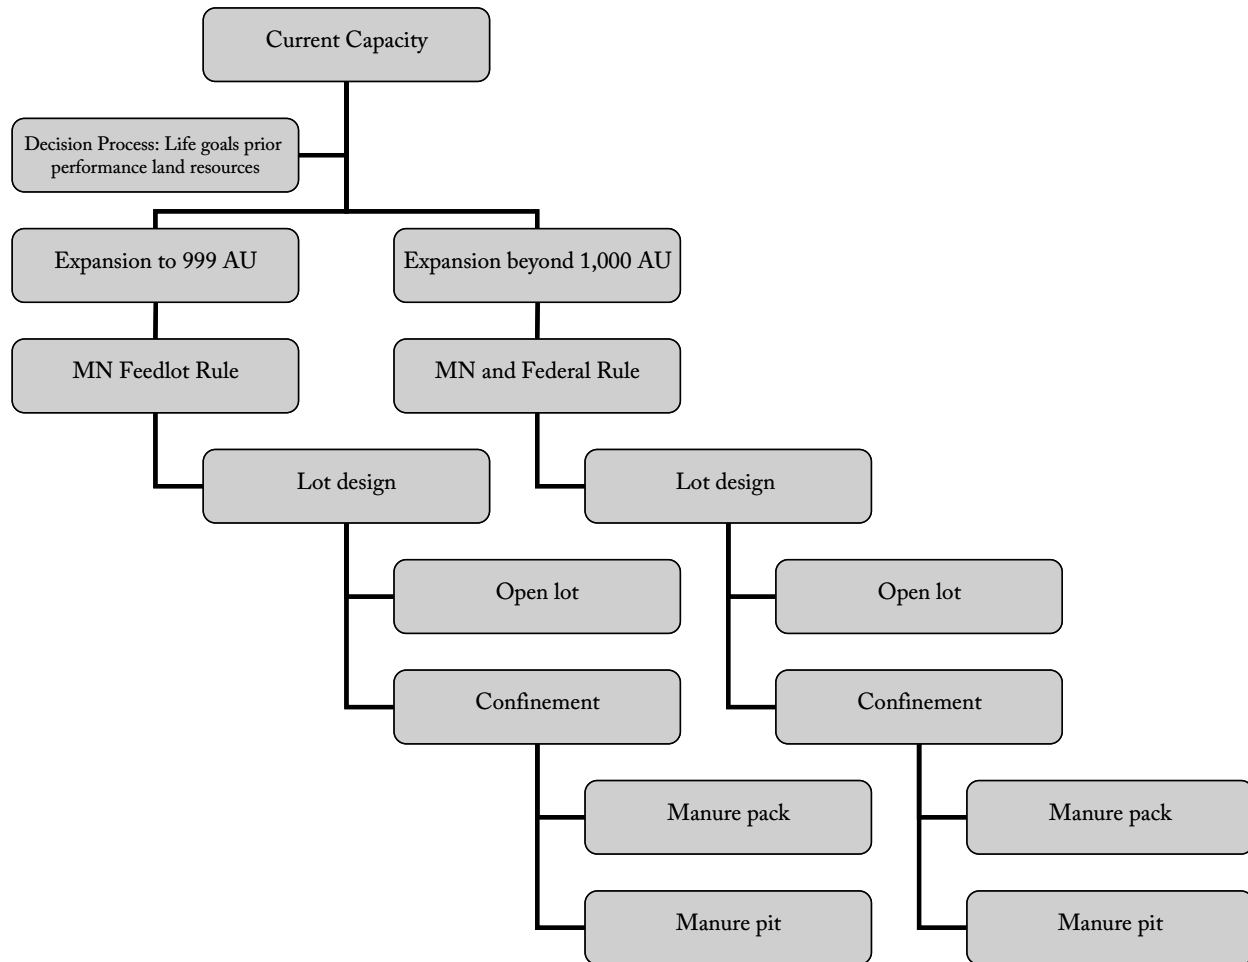 Current Capacity
Decision Process: Life goals prior
performance land resources
Expansion to 999 AU
Expansion beyond 1,000 AU
MN Feedlot Rule
MN and Federal Rule
Lot design
Lot design
Open lot
Open lot
Confinement
Confinement
Manure pack
Manure pack
Manure pit
Manure pit